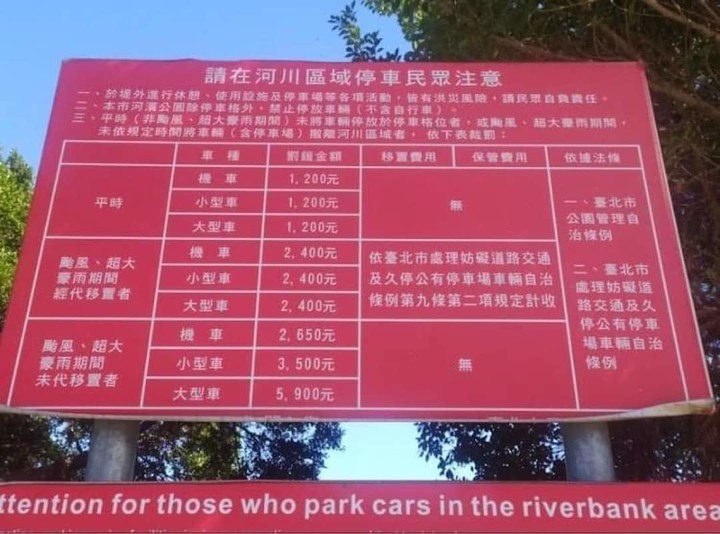 請在河川區域停車民眾注意
一、於場外進行休憩、使用設施及停車場等各項活動，皆有洪災風險，請民眾自負責任。
二、本市河濱公園除停車格外，禁止停放車輛（不含自行車）。
三、平時（非颱風、超大豪雨期間）未將車輛停放於停車格位者，或颱風、超大豪雨期間，
未依規定時間將車輛（含停車場）撤離河川區域者，依下表裁罰：
車種 罰鍰金額 移置費用 保管費用 依據法條
平時
機車 1,200元
小型車 1,200元
大型車 1,200元
無
颱風、超大
豪雨期間
經代移置者
機車 2,400元
小型車 2,400元
大型車 2,400元
依臺北市處理妨礙道路交通
及久停公有停車場車輛自治
條例第九條第二項規定計收
颱風、超大
豪雨期間
未代移置者
機車 2,650元
小型車 3,500元
大型車 5,900元
無
一、臺北市
公園管理自
治條例
二、臺北市
處理妨礙道
路交通及久
停公有停車
場車輛自治
條例
ttention for those who park cars in the riverbank area